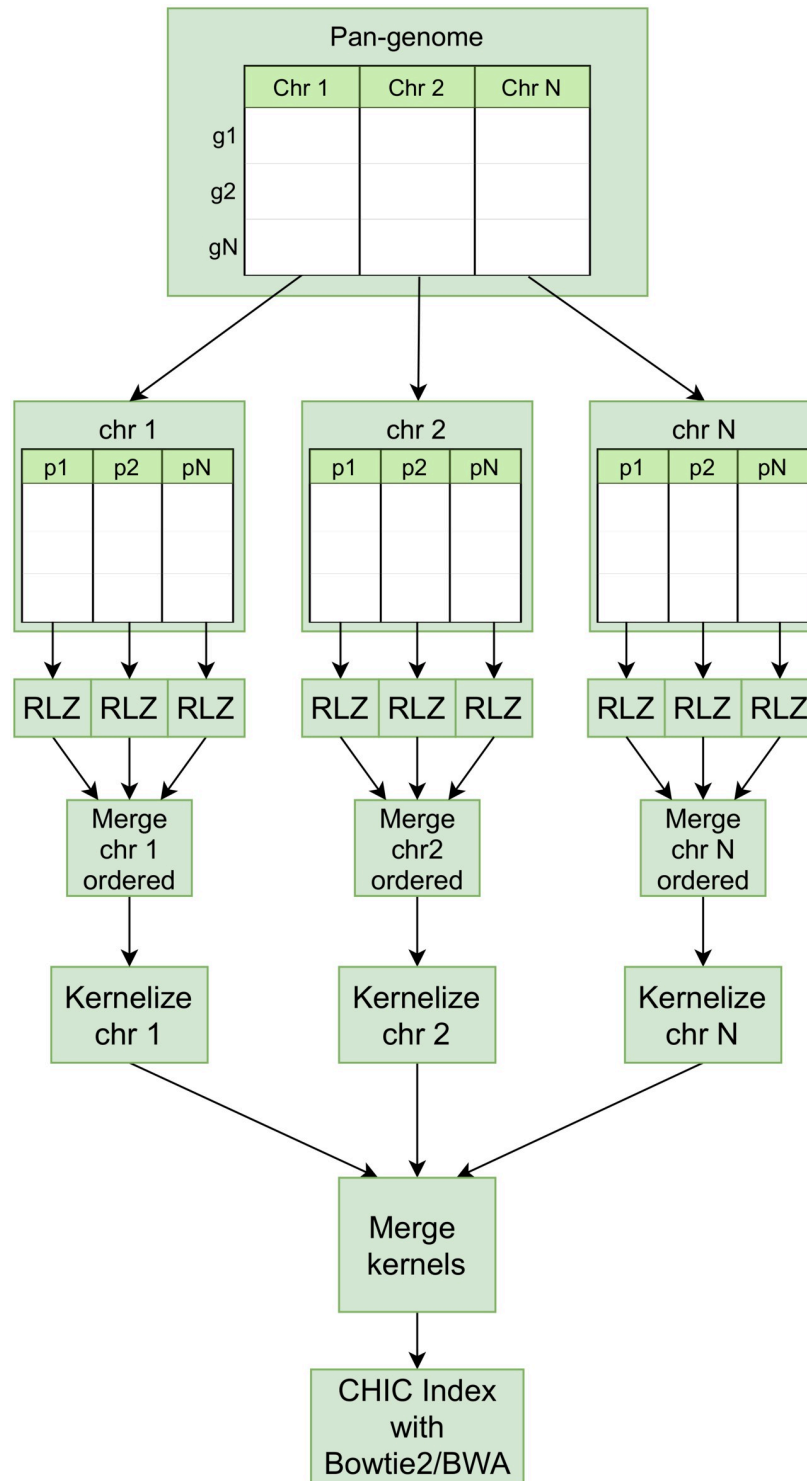 Pan-genome
Chr 1 Chr 2 Chr N
g1
g2
gN
chr 1 chr 2 chr N
p1 p2 pN p1 p2 pN p1 p2 pN
RLZ RLZ RLZ RLZ RLZ RLZ RLZ RLZ RLZ
Merge
chr 1
ordered
Merge
chr2
ordered
Merge
chr N
ordered
Kernelize
chr 1
Kernelize
chr 2
Kernelize
chr N
Merge
kernels
CHIC Index
with
Bowtie2/BWA